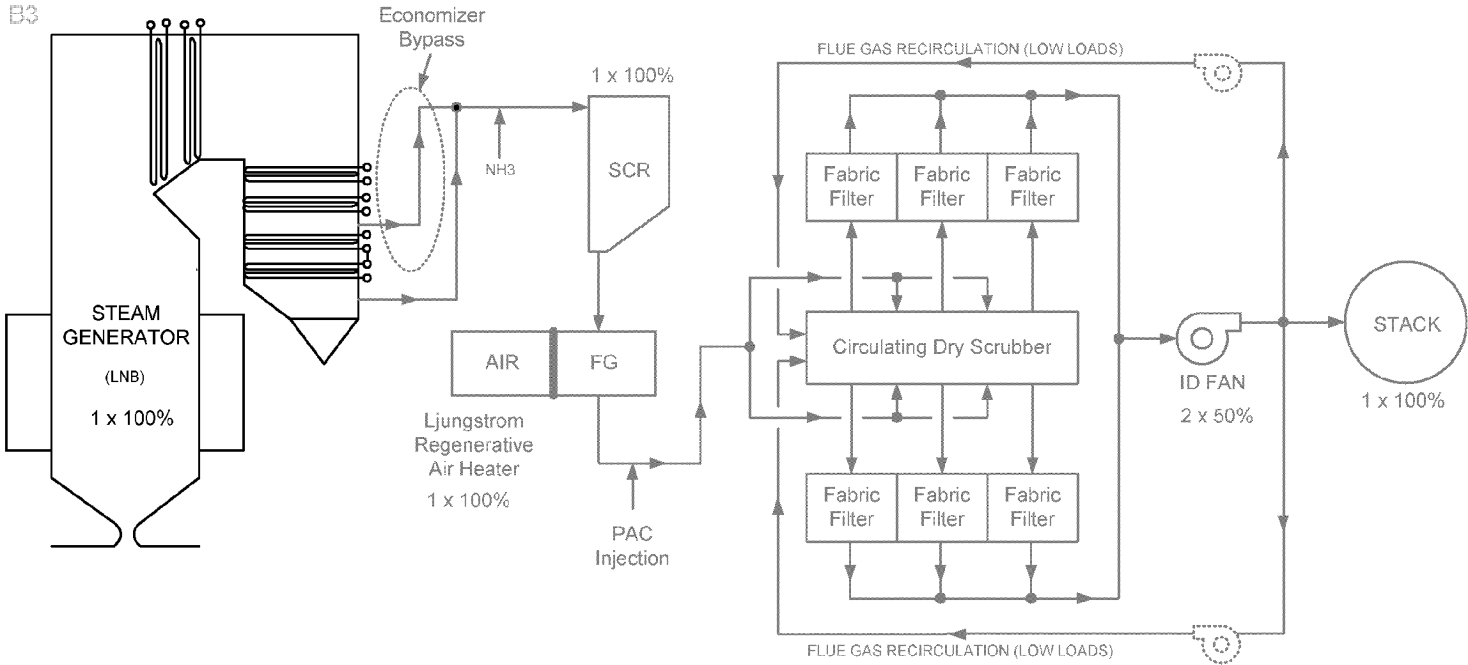 B3
Economizer
Bypass
FLUE GAS RECIRCULATION (LOW LOADS)
1 x 100%
NH3
SCR
Fabric
Filter
Fabric
Filter
Fabric
Filter
STEAM
GENERATOR
(LNB)
1 x 100%
AIR
FG
Circulating Dry Scrubber
STACK
1 x 100%
ID FAN
2 x 50%
Ljungstrom
Regenerative
Air Heater
1 x 100%
PAC
Injection
Fabric
Filter
Fabric
Filter
Fabric
Filter
FLUE GAS RECIRCULATION (LOW LOADS)